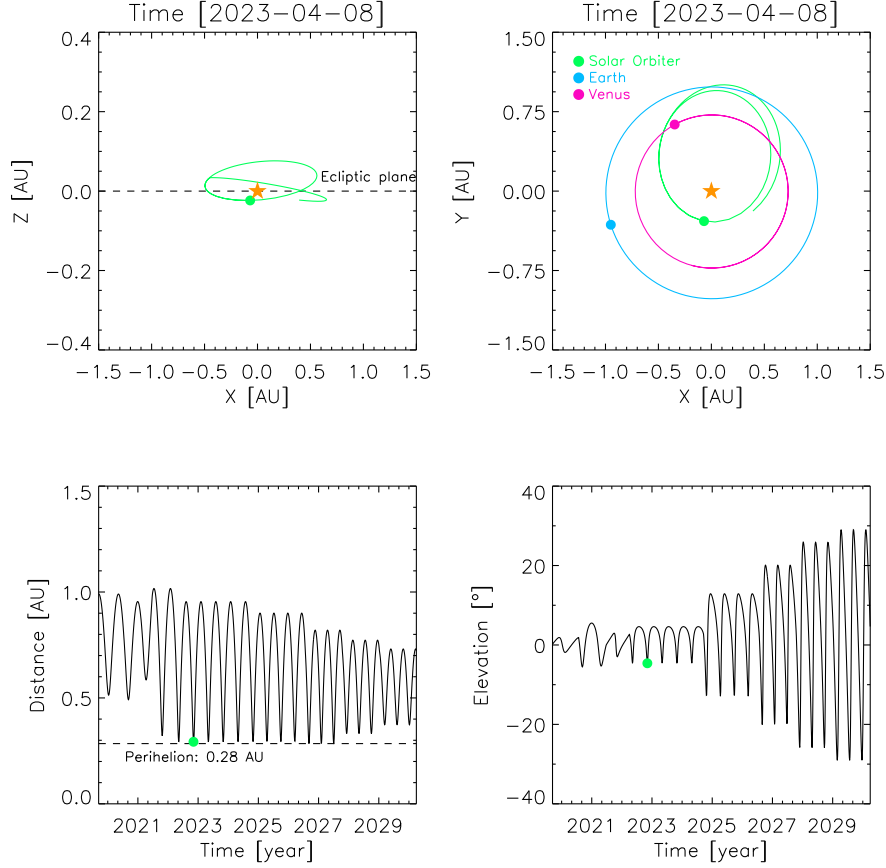 Time [2023-04-08]
0.4
0.2
0.0
-0.2
-0.4
Z [AU]
Ecliptic plane
-1.5 -1.0 -0.5 0.0 0.5 1.0 1.5
X [AU]
Time [2023-04-08]
1.50
0.75
0.00
-0.75
-1.50
Y [AU]
Solar Orbiter
Earth
Venus
-1.5 -1.0 -0.5 0.0 0.5 1.0 1.5
X [AU]
1.5
1.0
0.5
0.0
Distance [AU]
Perihelion: 0.28 AU
2021 2023 2025 2027 2029
Time [year]
40
20
0
-20
-40
Elevation [°]
2021 2023 2025 2027 2029
Time [year]